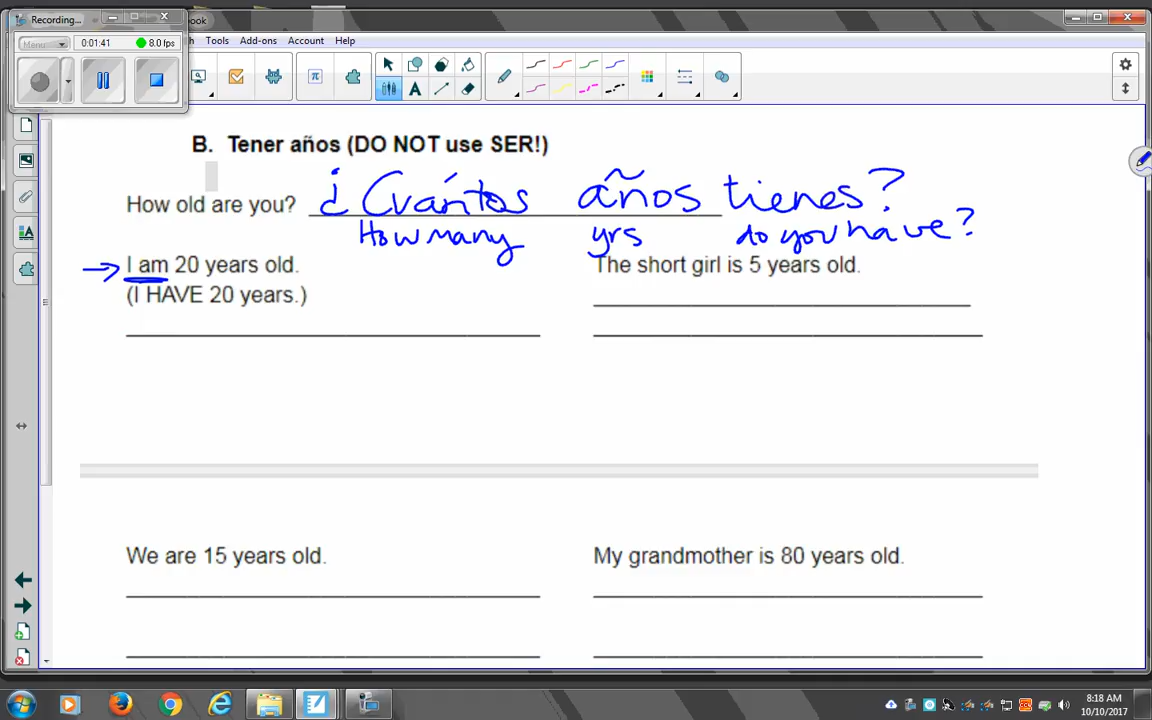 Recording...
book
Menu
0:01:41
8.0 fps
Tools Add-ons Account Help
B. Tener años (DO NOT use SER!)
How old are you? ¿Cuántos años tienes?
How many yrs do you have?
I am 20 years old.
(I HAVE 20 years.)
The short girl is 5 years old.
We are 15 years old.
My grandmother is 80 years old.
8:18 AM
10/10/2017